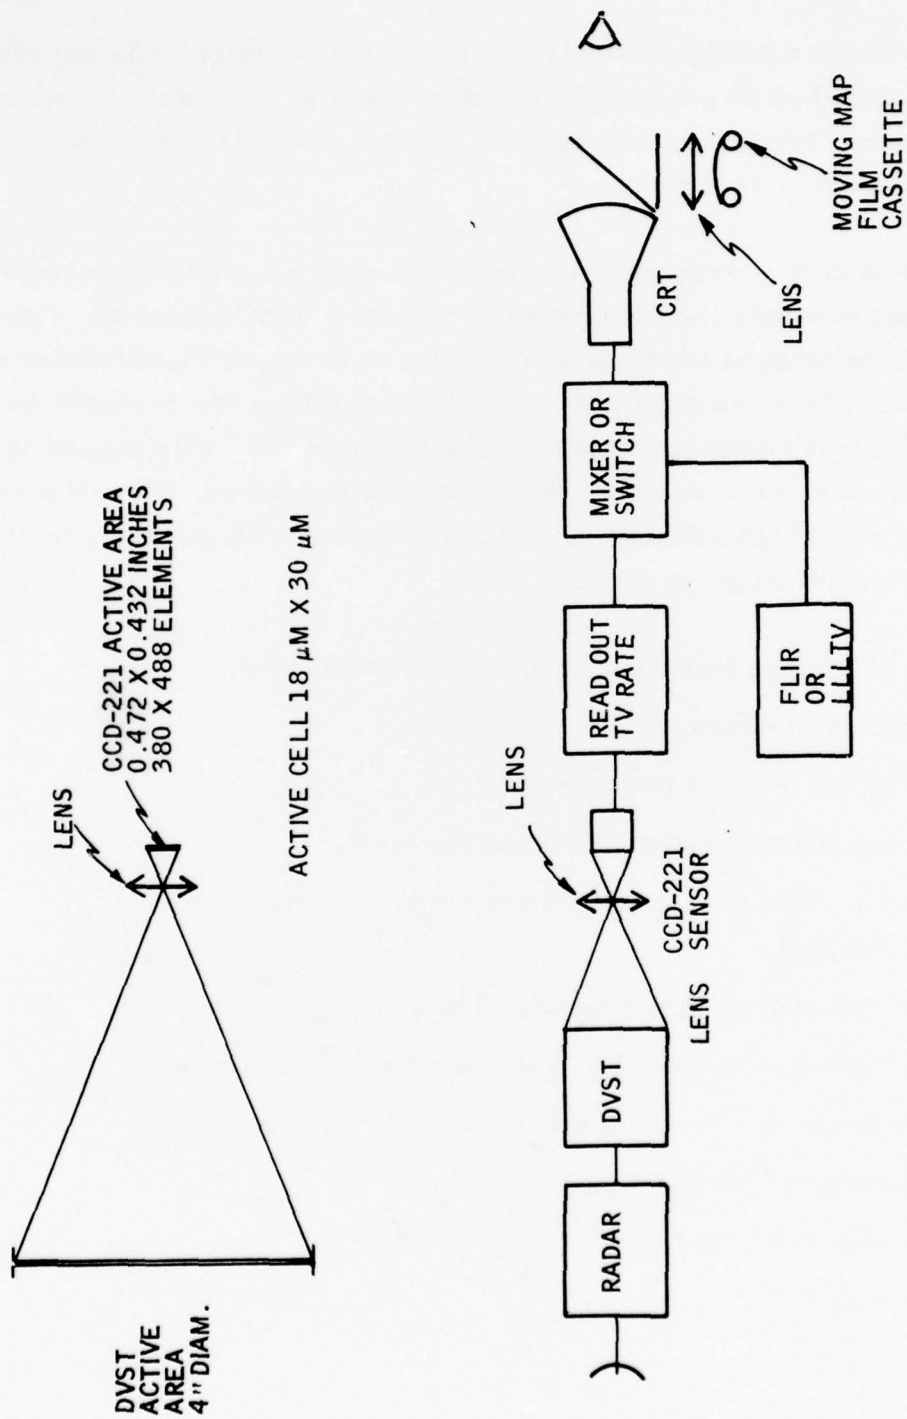 DVST
ACTIVE
AREA
4" DIAM.
LENS
CCD-221 ACTIVE AREA
0.472 X 0.432 INCHES
380 X 488 ELEMENTS
ACTIVE CELL 18 µM X 30 µM
RADAR
DVST
LENS
LENS
CCD-221
SENSOR
READ OUT
TV RATE
MIXER OR
SWITCH
FLIR
OR
LLLTV
CRT
LENS
MOVING MAP
FILM
CASSETTE